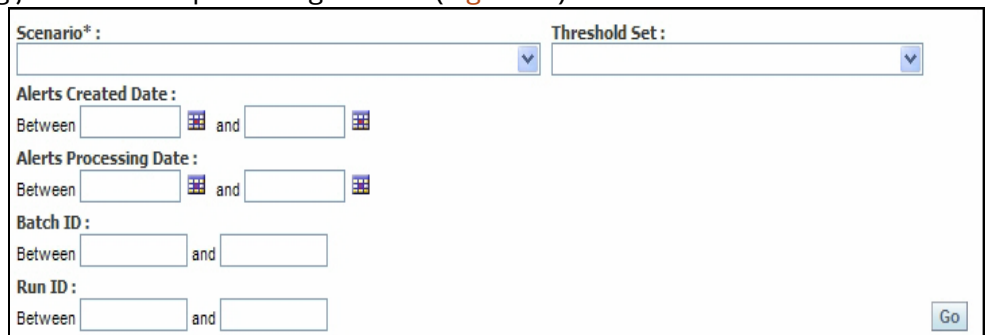 Scenario* :
Threshold Set :
Alerts Created Date :
Between and
Alerts Processing Date :
Between and
Batch ID :
Between and
Run ID :
Between and
Go